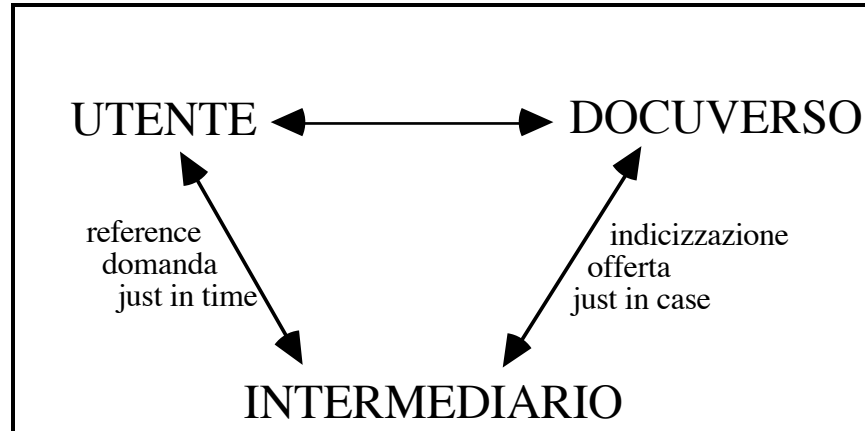 UTENTE
DOCUVERSO
reference
domanda
just in time
indicizzazione
offerta
just in case
INTERMEDIARIO